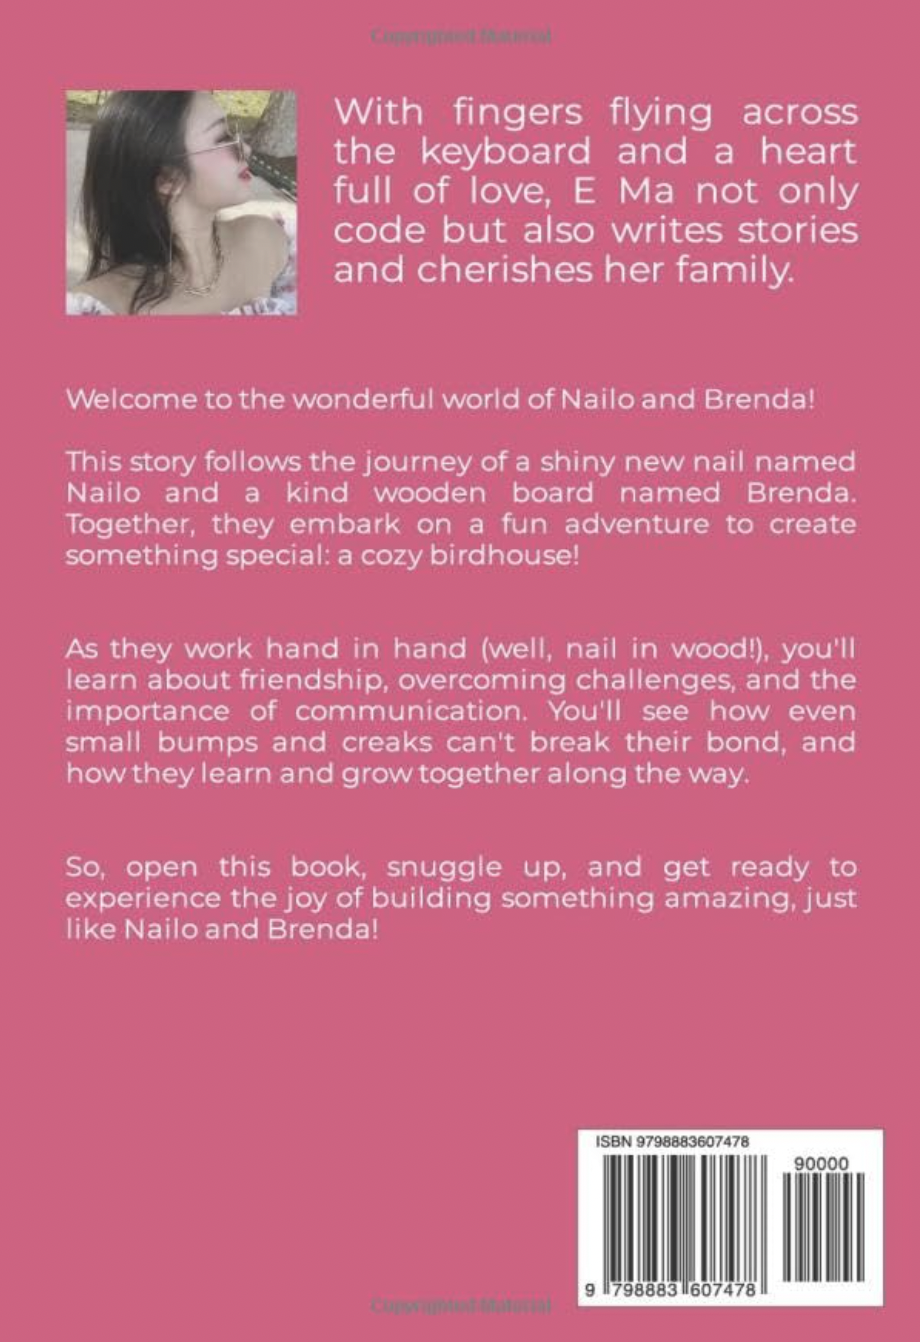 Copyrighted Material
With fingers flying across
the keyboard and a heart
full of love, E Ma not only
code but also writes stories
and cherishes her family.
Welcome to the wonderful world of Nailo and Brenda!
This story follows the journey of a shiny new nail named
Nailo and a kind wooden board named Brenda.
Together, they embark on a fun adventure to create
something special: a cozy birdhouse!
As they work hand in hand (well, nail in wood!), you'll
learn about friendship, overcoming challenges, and the
importance of communication. You'll see how even
small bumps and creaks can't break their bond, and
how they learn and grow together along the way.
So, open this book, snuggle up, and get ready to
experience the joy of building something amazing, just
like Nailo and Brenda!
ISBN 9798883607478
90000
9 798883 607478
Copyrighted Material